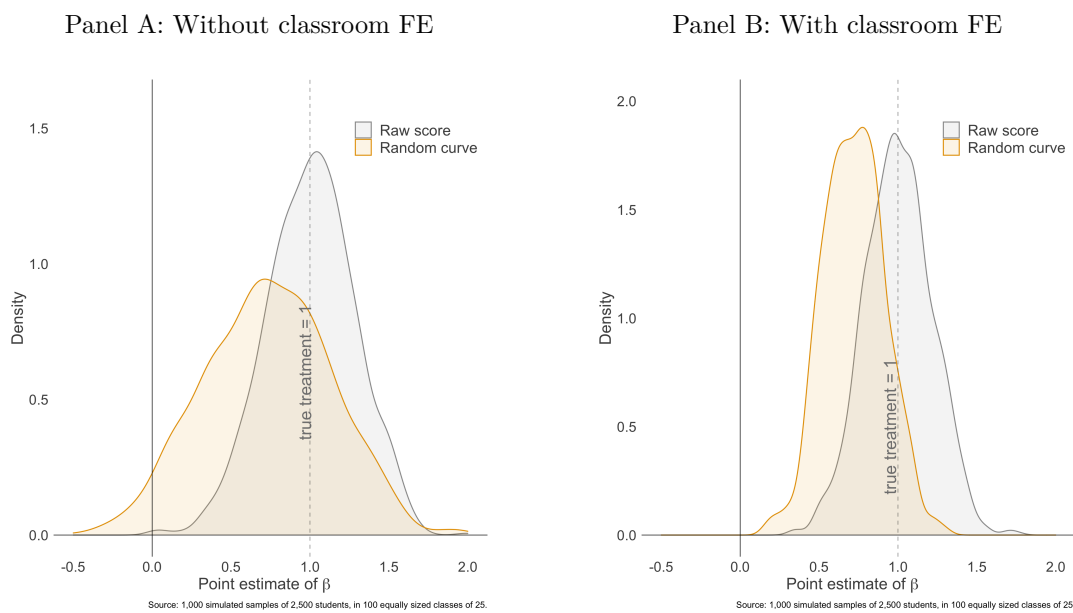 Panel A: Without classroom FE
1.5
1.0
0.5
0.0
Density
Raw score
Random curve
true treatment = 1
-0.5 0.0 0.5 1.0 1.5 2.0
Point estimate of β
Source: 1,000 simulated samples of 2,500 students, in 100 equally sized classes of 25.
Panel B: With classroom FE
2.0
1.5
1.0
0.5
0.0
Density
Raw score
Random curve
true treatment = 1
-0.5 0.0 0.5 1.0 1.5 2.0
Point estimate of β
Source: 1,000 simulated samples of 2,500 students, in 100 equally sized classes of 25